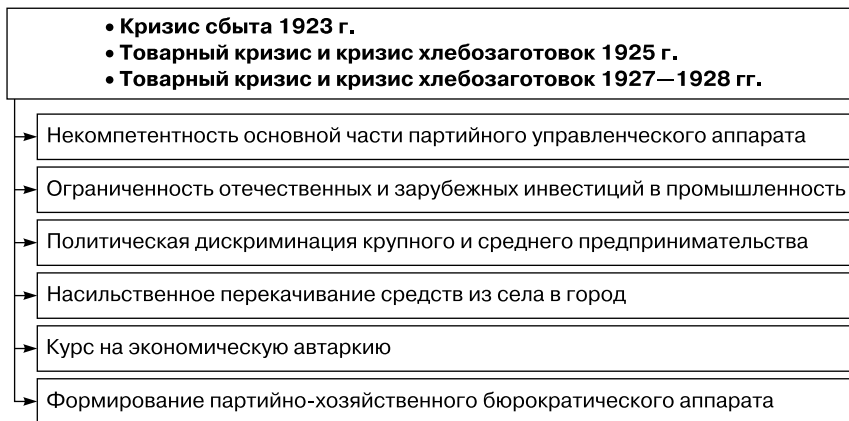 • Кризис сбыта 1923 г.
• Товарный кризис и кризис хлебозаготовок 1925 г.
• Товарный кризис и кризис хлебозаготовок 1927—1928 гг.
Некомпетентность основной части партийного управленческого аппарата
Ограниченность отечественных и зарубежных инвестиций в промышленность
Политическая дискриминация крупного и среднего предпринимательства
Насильственное перекачивание средств из села в город
Курс на экономическую автаркию
Формирование партийно-хозяйственного бюрократического аппарата